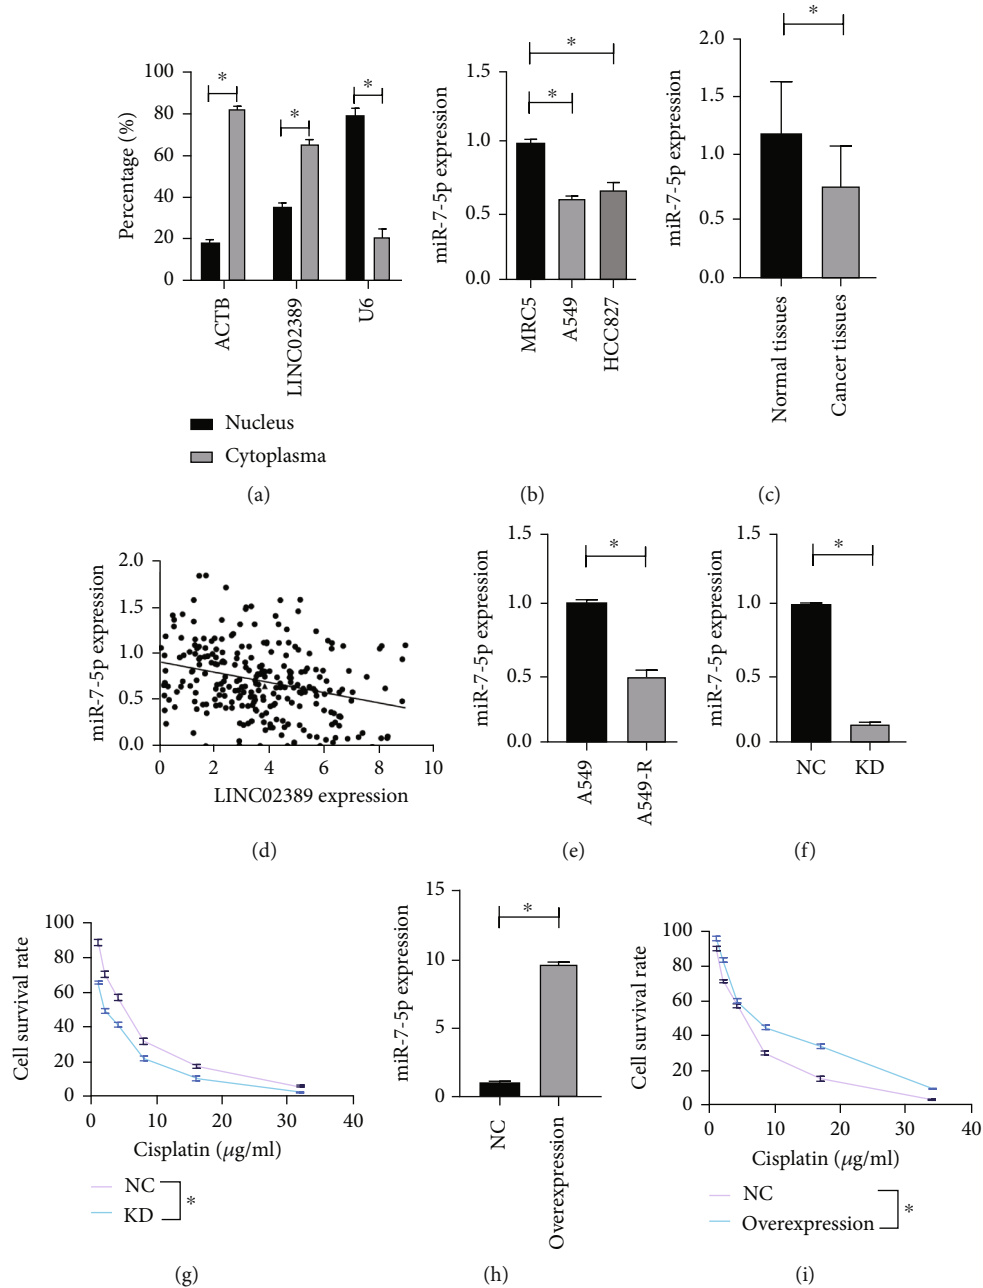 100
80
60
40
20
0
Percentage (%)
*
*
*
ACTB
LINC02389
U6
Nucleus
Cytoplasma
(a)
1.5
1.0
0.5
0.0
miR-7-5p expression
*
*
MRC5
A549
HCC827
(b)
2.0
1.5
1.0
0.5
0.0
miR-7-5p expression
*
Normal tissues
Cancer tissues
(c)
2.0
1.5
1.0
0.5
0.0
miR-7-5p expression
0 2 4 6 8 10
LINC02389 expression
(d)
1.5
1.0
0.5
0.0
miR-7-5p expression
*
A549
A549-R
(e)
1.5
1.0
0.5
0.0
miR-7-5p expression
*
NC KD
(f)
100
80
60
40
20
0
Cell survival rate
0 10 20 30 40
Cisplatin (μg/ml)
NC
KD
*
(g)
15
10
5
0
miR-7-5p expression
*
NC
Overexpression
(h)
100
80
60
40
20
0
Cell survival rate
0 10 20 30 40
Cisplatin (μg/ml)
NC
Overexpression
*
(i)